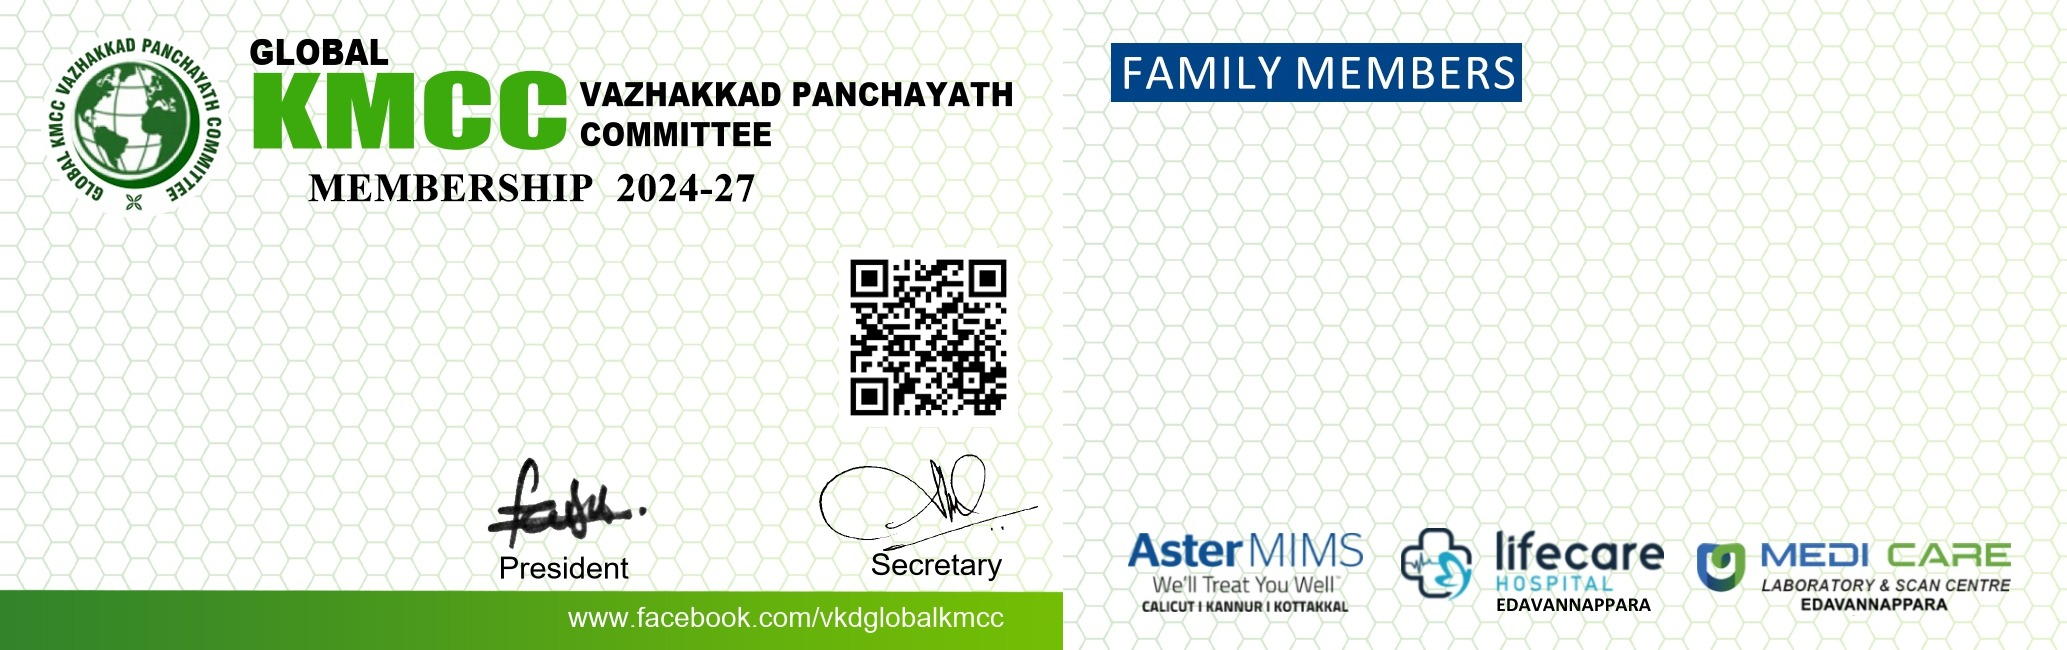 GLOBAL KMCC VAZHAKKAD PANCHAYATH COMMITTEE
GLOBAL
KMCC VAZHAKKAD PANCHAYATH
COMMITTEE
MEMBERSHIP 2024-27
President
Secretary
www.facebook.com/vkdglobalkmcc
FAMILY MEMBERS
Aster MIMS
We'll Treat You Well™
CALICUT I KANNUR I KOTTAKKAL
lifecare
HOSPITAL
EDAVANNAPPARA
MEDI CARE
LABORATORY & SCAN CENTRE
EDAVANNAPPARA